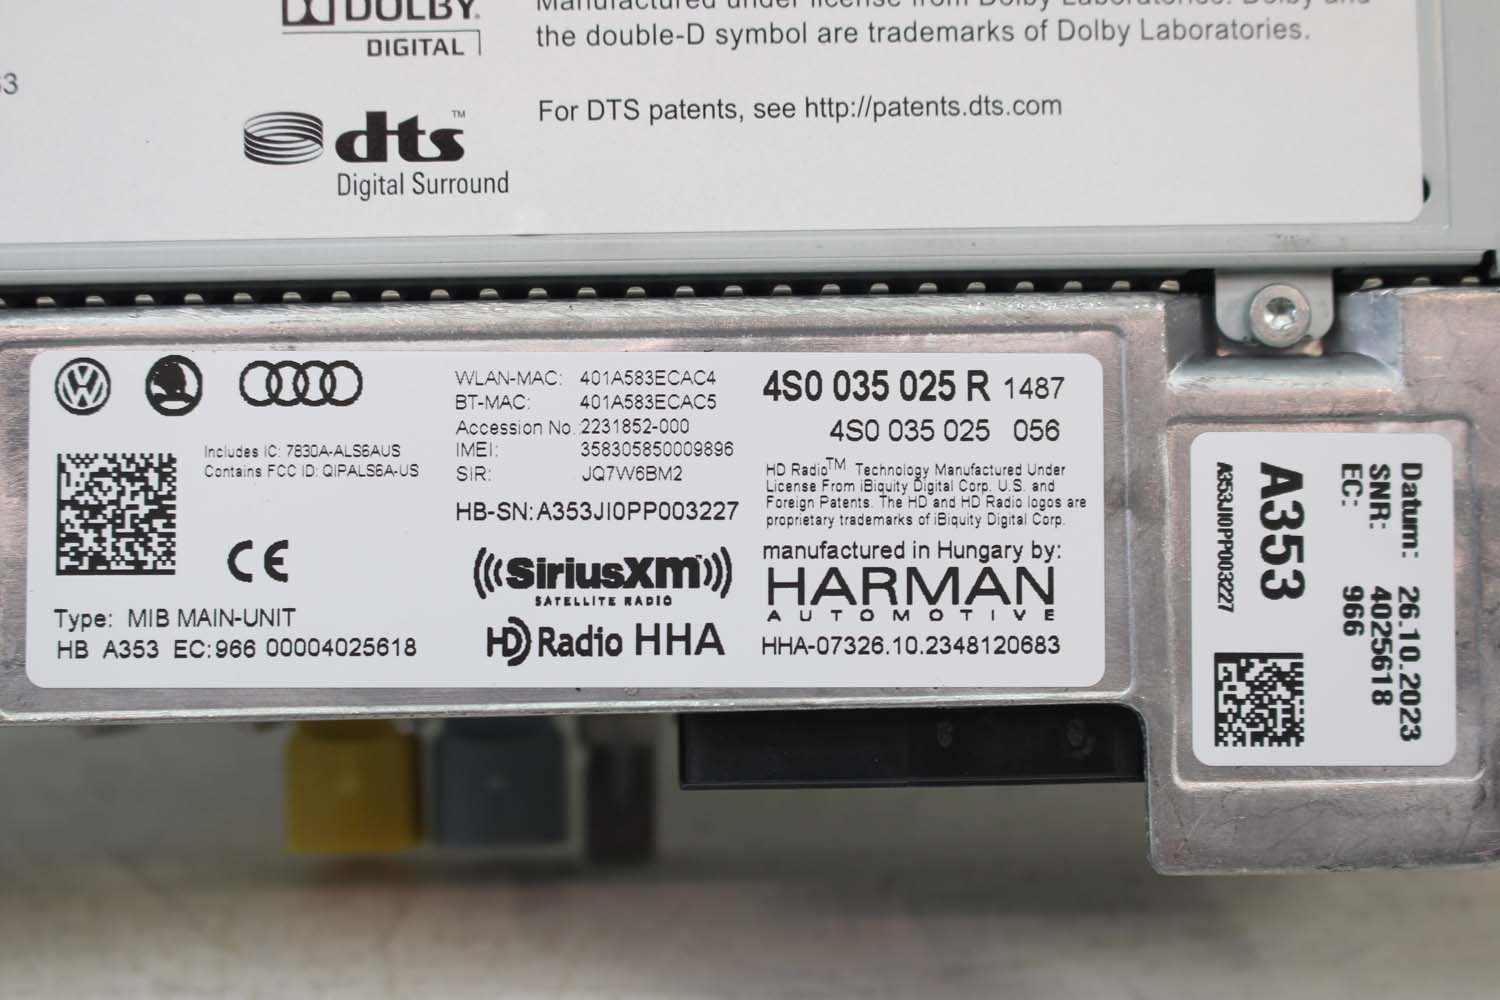 DOLBY
DIGITAL
the double-D symbol are trademarks of Dolby Laboratories.
dts™
Digital Surround
For DTS patents, see http://patents.dts.com
Includes IC: 7830A-ALS6AUS
Contains FCC ID: QIPALS6A-US
CE
Type: MIB MAIN-UNIT
HB A353 EC:966 00004025618
WLAN-MAC: 401A583ECAC4
BT-MAC: 401A583ECAC5
Accession No.:2231852-000
IMEI: 358305850009896
SIR: JQ7W6BM2
HB-SN:A353JI0PP003227
((SiriusXm))
SATELLITE RADIO
HD Radio HHA
4S0 035 025 R 1487
4S0 035 025 056
HD Radio™ Technology Manufactured Under
License From iBiquity Digital Corp. U.S. and
Foreign Patents. The HD and HD Radio logos are
proprietary trademarks of iBiquity Digital Corp.
manufactured in Hungary by:
HARMAN
AUTOMOTIVE
HHA-07326.10.2348120683
Datum: 26.10.2023
SNR: 4025618
EC: 966
A353
A353JI0PP003227